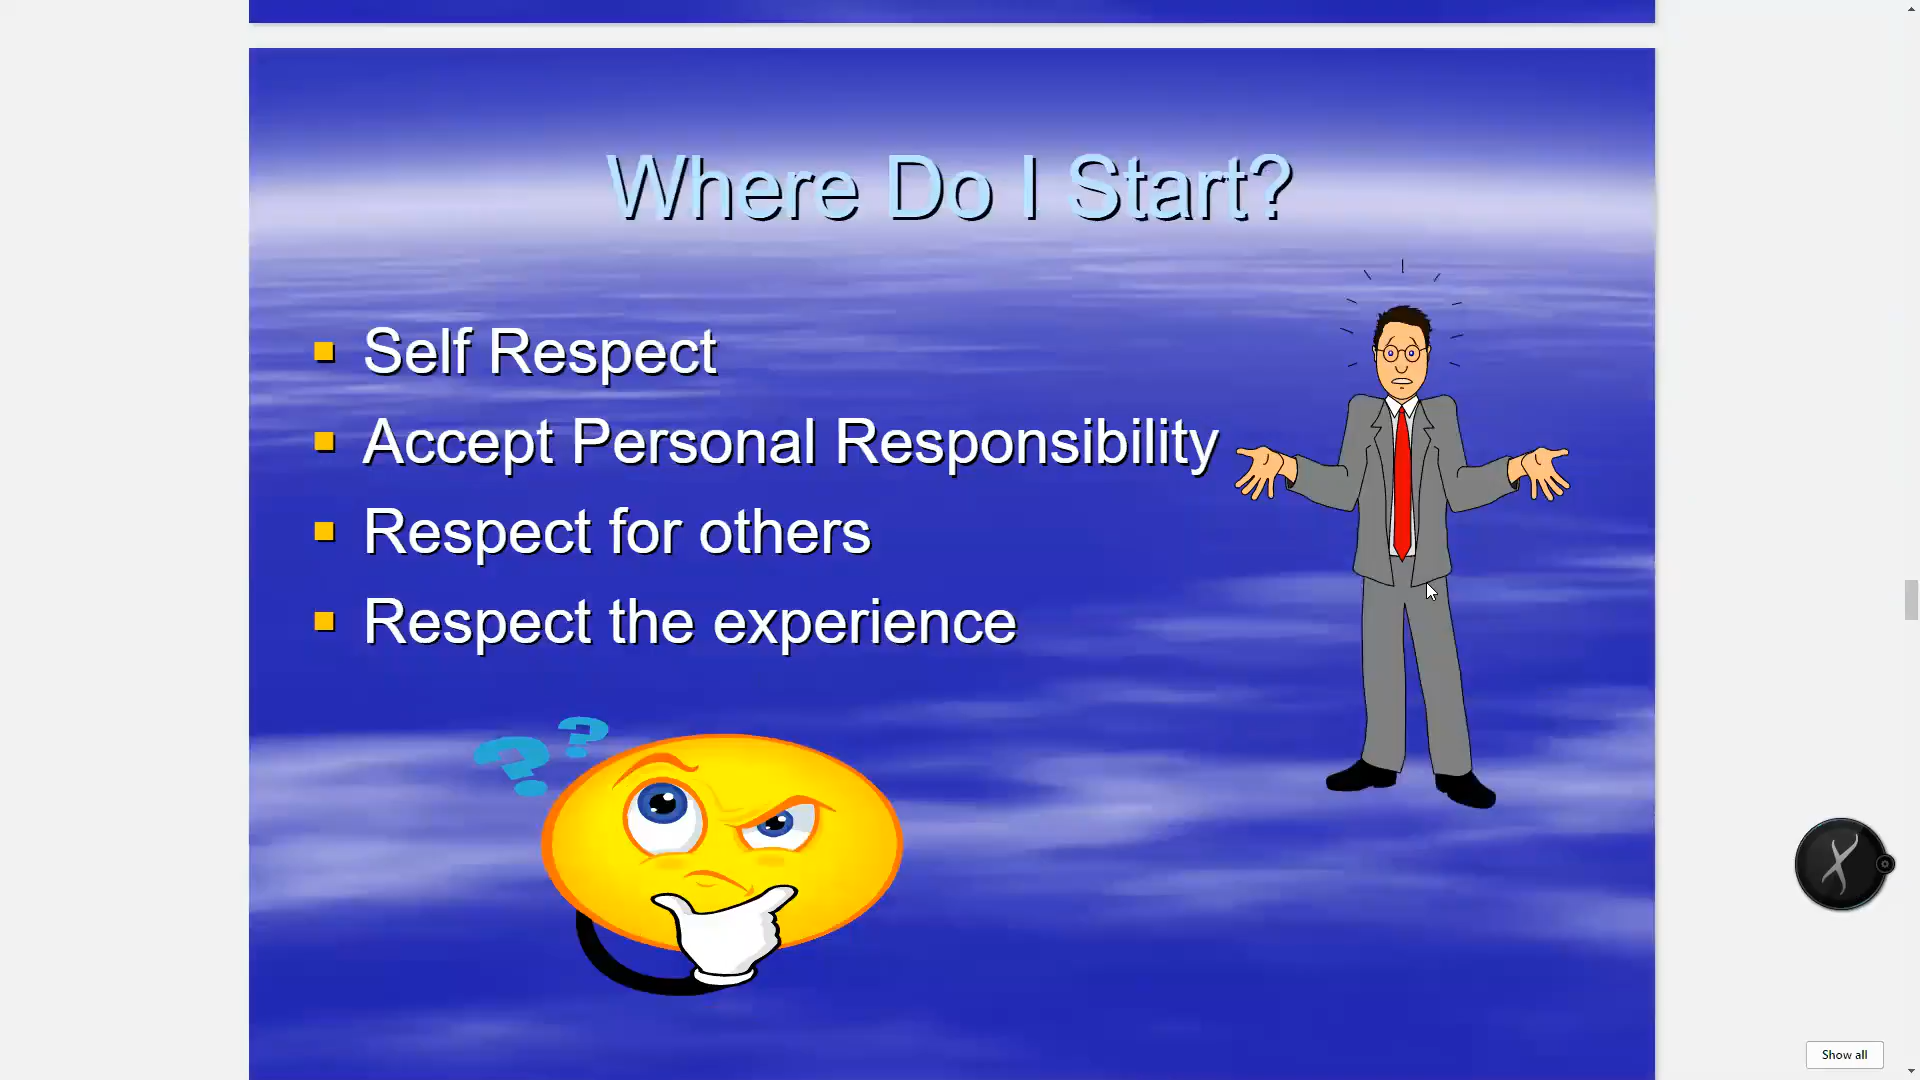 Where Do I Start?
Self Respect
Accept Personal Responsibility
Respect for others
Respect the experience
? ?
Show all